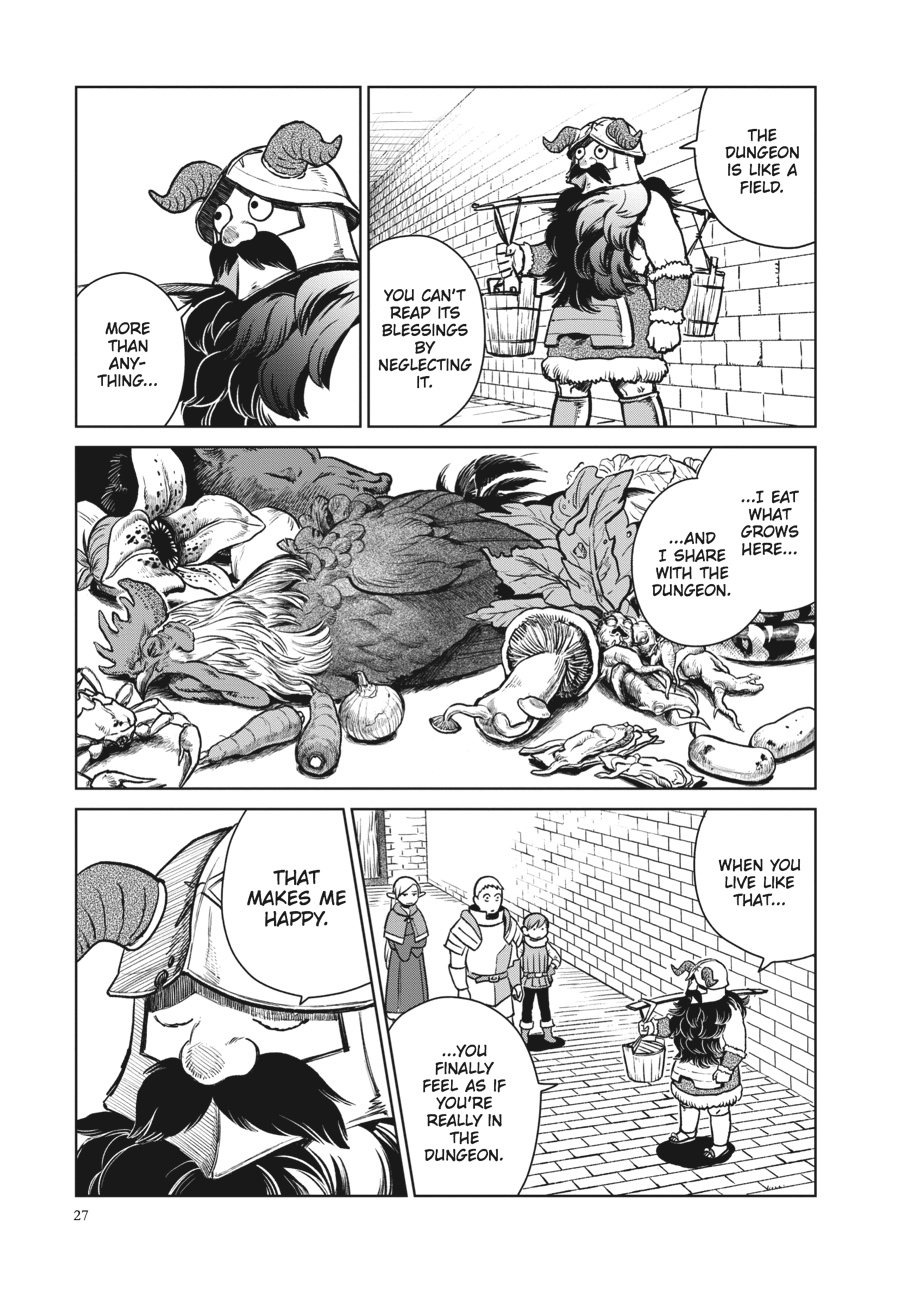 THE
DUNGEON
IS LIKE A
FIELD.
YOU CAN'T
REAP ITS
BLESSINGS
BY
NEGLECTING
IT.
MORE
THAN
ANY-
THING...
...I EAT
WHAT
GROWS
HERE...
...AND
I SHARE
WITH THE
DUNGEON.
WHEN YOU
LIVE LIKE
THAT...
...YOU
FINALLY
FEEL AS IF
YOU'RE
REALLY IN
THE
DUNGEON.
THAT
MAKES ME
HAPPY.
27